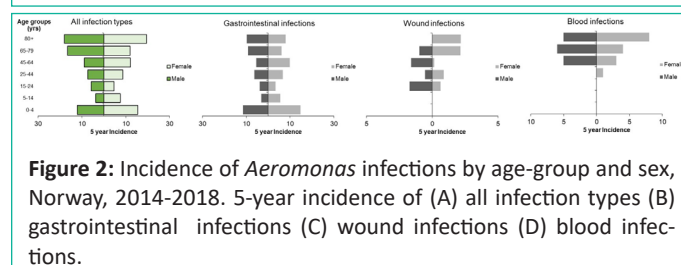 Age groups (yrs)
All infection types
80+
65-79
45-64
25-44
15-24
5-14
0-4
Female
Male
30 10 10 30
5 year Incidence
Gastrointestinal infections
Female
Male
30 10 10 30
5 year Incidence
Wound infections
Female
Male
5 0 5
5 year Incidence
Blood infections
Female
Male
10 5 0 5 10
5 year Incidence
Figure 2: Incidence of Aeromonas infections by age-group and sex,
Norway, 2014-2018. 5-year incidence of (A) all infection types (B)
gastrointestinal infections (C) wound infections (D) blood infec-
tions.